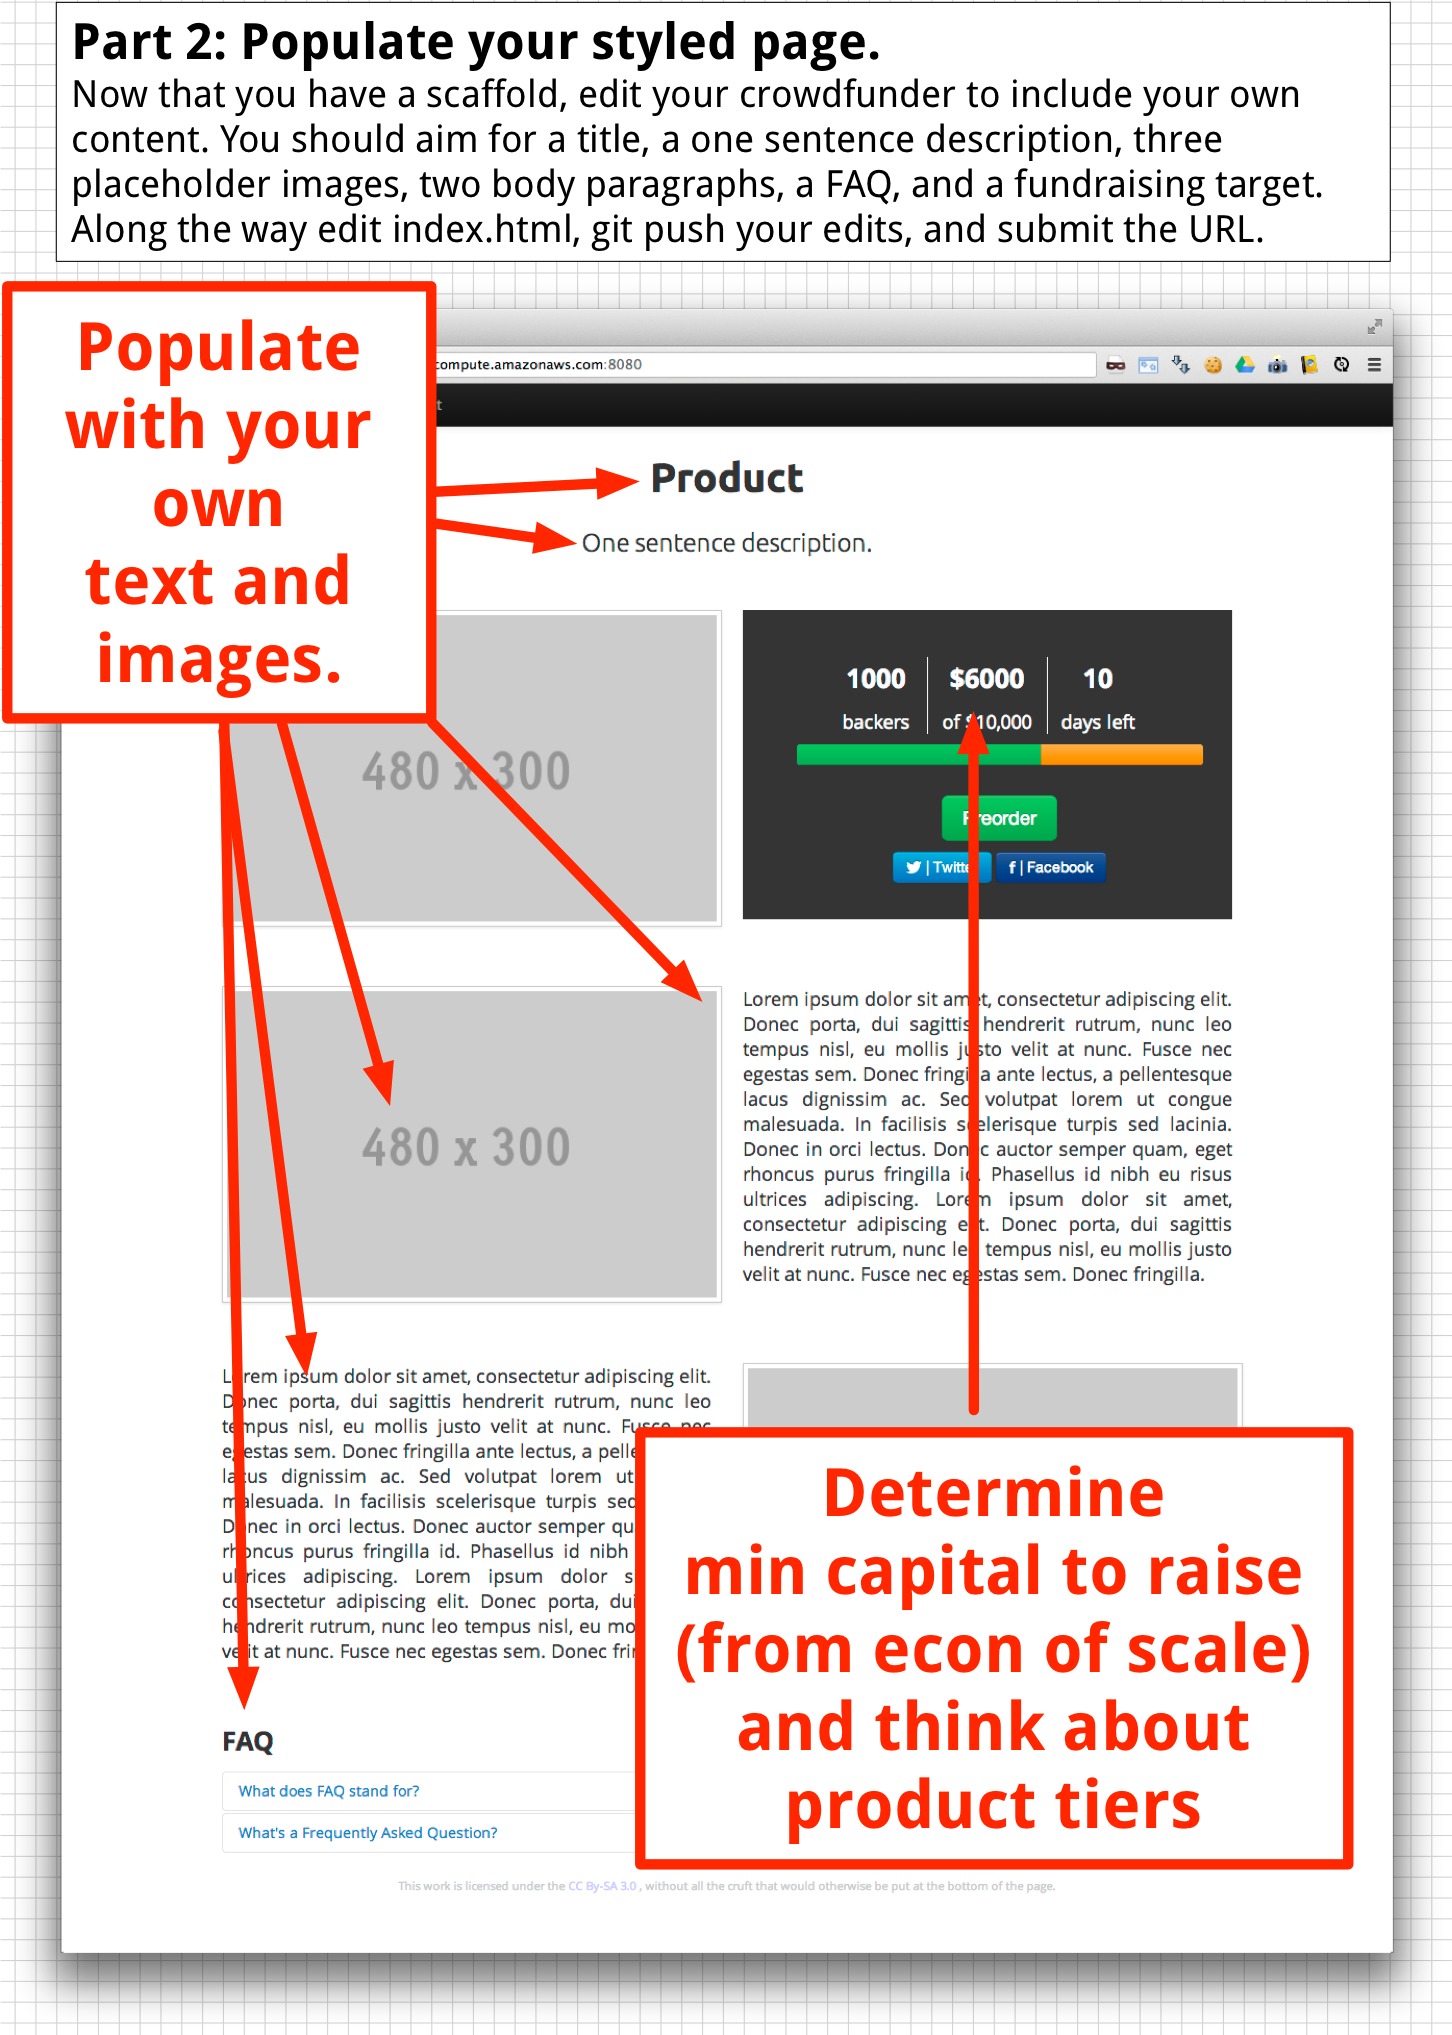 Part 2: Populate your styled page.
Now that you have a scaffold, edit your crowdfunder to include your own
content. You should aim for a title, a one sentence description, three
placeholder images, two body paragraphs, a FAQ, and a fundraising target.
Along the way edit index.html, git push your edits, and submit the URL.
Populate
with your
own
text and
images.
compute.amazonaws.com:8080
t
Product
One sentence description.
480 x 300
1000 $6000 10
backers of $10,000 days left
Preorder
| Twitter f | Facebook
480 x 300
Lorem ipsum dolor sit amet, consectetur adipiscing elit.
Donec porta, dui sagittis hendrerit rutrum, nunc leo
tempus nisl, eu mollis justo velit at nunc. Fusce nec
egestas sem. Donec fringilla ante lectus, a pellentesque
lacus dignissim ac. Sed volutpat lorem ut congue
malesuada. In facilisis scelerisque turpis sed lacinia.
Donec in orci lectus. Donec auctor semper quam, eget
rhoncus purus fringilla id. Phasellus id nibh eu risus
ultrices adipiscing. Lorem ipsum dolor sit amet,
consectetur adipiscing elit. Donec porta, dui sagittis
hendrerit rutrum, nunc leo tempus nisl, eu mollis justo
velit at nunc. Fusce nec egestas sem. Donec fringilla.
Lorem ipsum dolor sit amet, consectetur adipiscing elit.
Donec porta, dui sagittis hendrerit rutrum, nunc leo
tempus nisl, eu mollis justo velit at nunc. Fusce nec
egestas sem. Donec fringilla ante lectus, a pelle
lacus dignissim ac. Sed volutpat lorem ut
malesuada. In facilisis scelerisque turpis sed
Donec in orci lectus. Donec auctor semper qu
rhoncus purus fringilla id. Phasellus id nibh
ultrices adipiscing. Lorem ipsum dolor s
consectetur adipiscing elit. Donec porta, dui
hendrerit rutrum, nunc leo tempus nisl, eu mo
velit at nunc. Fusce nec egestas sem. Donec frin
Determine
min capital to raise
(from econ of scale)
and think about
product tiers
FAQ
What does FAQ stand for?
What's a Frequently Asked Question?
This work is licensed under the CC By-SA 3.0 , without all the cruft that would otherwise be put at the bottom of the page.